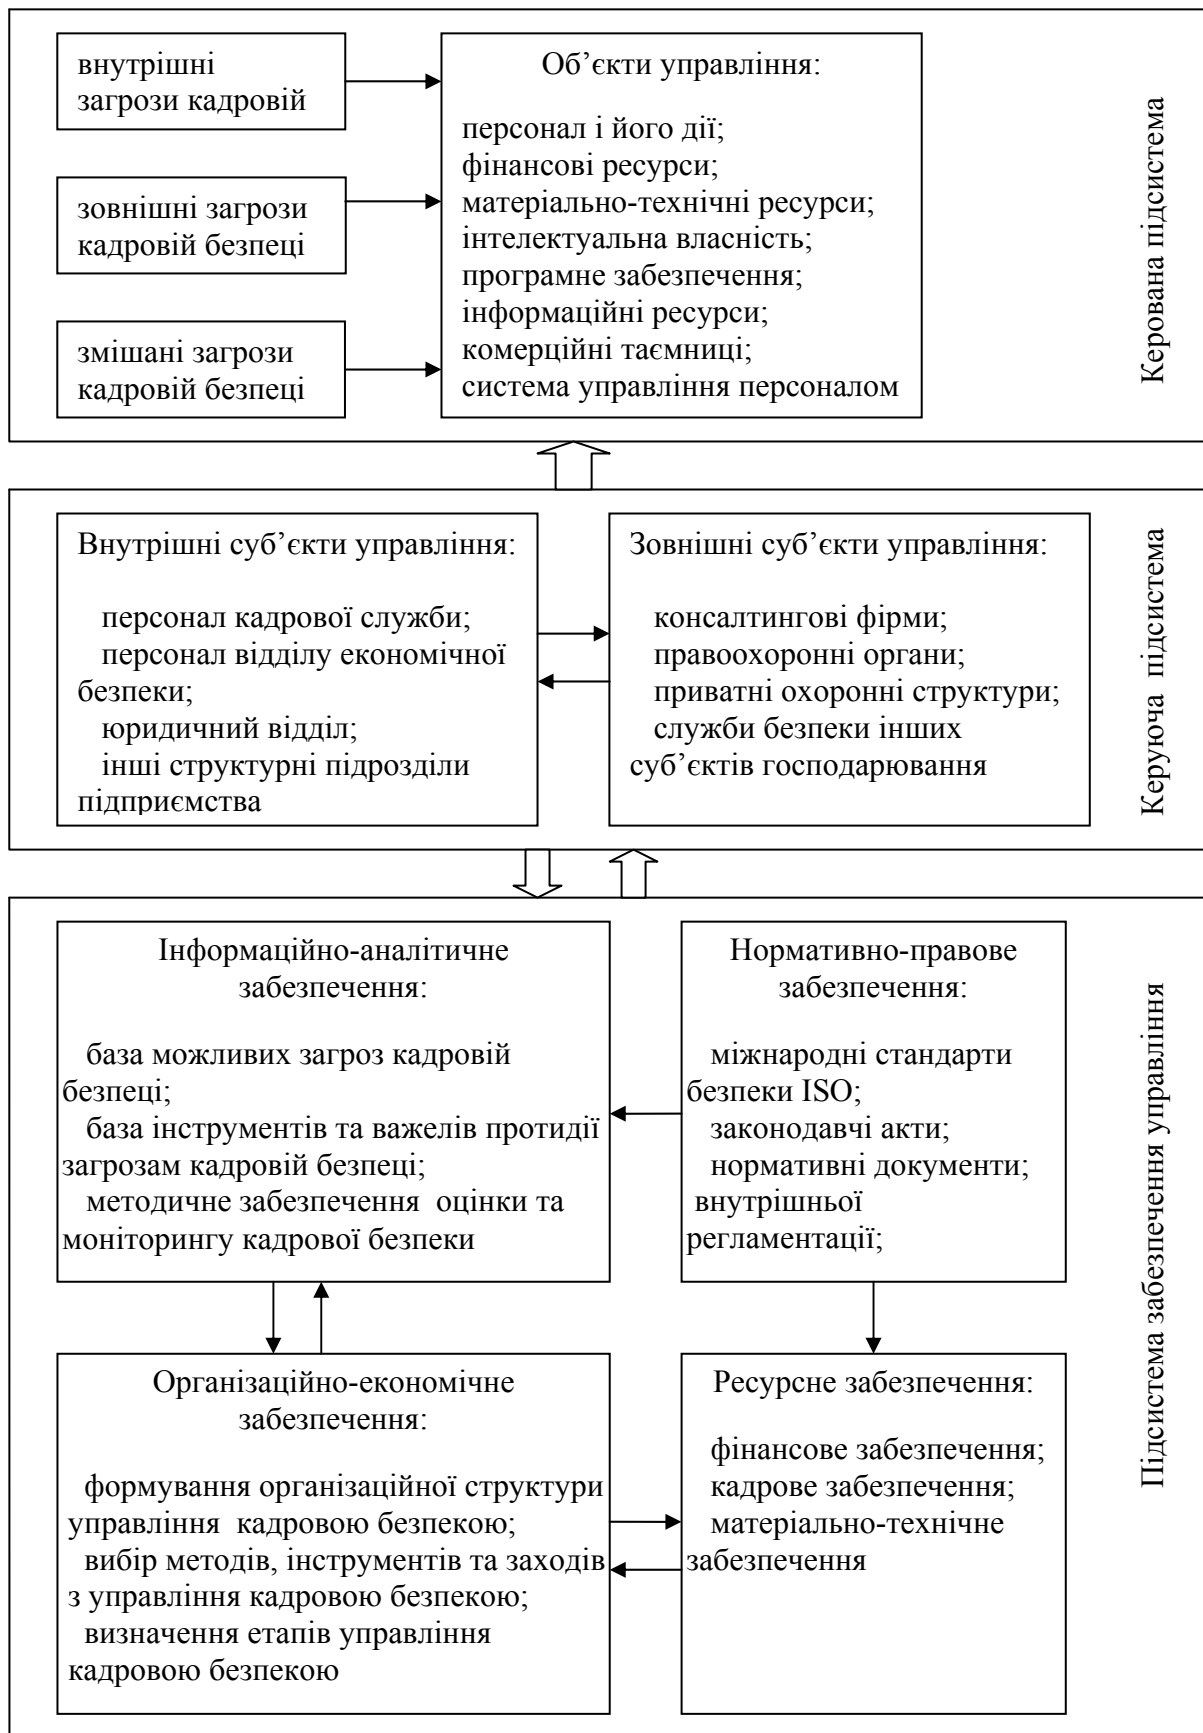 внутрішні
загрози кадровій
зовнішні загрози
кадровій безпеці
змішані загрози
кадровій безпеці
Об’єкти управління:
персонал і його дії;
фінансові ресурси;
матеріально-технічні ресурси;
інтелектуальна власність;
програмне забезпечення;
інформаційні ресурси;
комерційні таємниці;
система управління персоналом
Керована підсистема
Внутрішні суб’єкти управління:
персонал кадрової служби;
персонал відділу економічної
безпеки;
юридичний відділ;
інші структурні підрозділи
підприємства
Зовнішні суб’єкти управління:
консалтингові фірми;
правоохоронні органи;
приватні охоронні структури;
служби безпеки інших
суб’єктів господарювання
Керуюча підсистема
Інформаційно-аналітичне
забезпечення:
база можливих загроз кадровій
безпеці;
база інструментів та важелів протидії
загрозам кадровій безпеці;
методичне забезпечення оцінки та
моніторингу кадрової безпеки
Нормативно-правове
забезпечення:
міжнародні стандарти
безпеки ISO;
законодавчі акти;
нормативні документи;
внутрішньої
регламентації;
Організаційно-економічне
забезпечення:
формування організаційної структури
управління кадровою безпекою;
вибір методів, інструментів та заходів
з управління кадровою безпекою;
визначення етапів управління
кадровою безпекою
Ресурсне забезпечення:
фінансове забезпечення;
кадрове забезпечення;
матеріально-технічне
забезпечення
Підсистема забезпечення управління